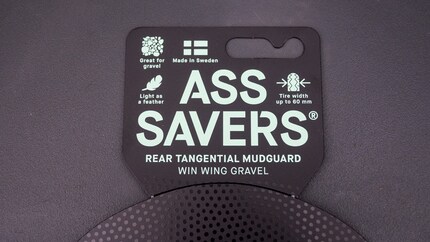 Great for
gravel
Made in Sweden
Light as
a feather
ASS
SAVERS®
Tire width
up to 60 mm
REAR TANGENTIAL MUDGUARD
WIN WING GRAVEL